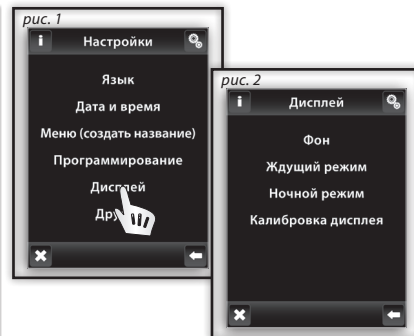 рис. 1
i Настройки
Язык
Дата и время
Меню (создать название)
Программирование
Дисплей
рис. 2
i Дисплей
Фон
Ждущий режим
Ночной режим
Калибровка дисплея